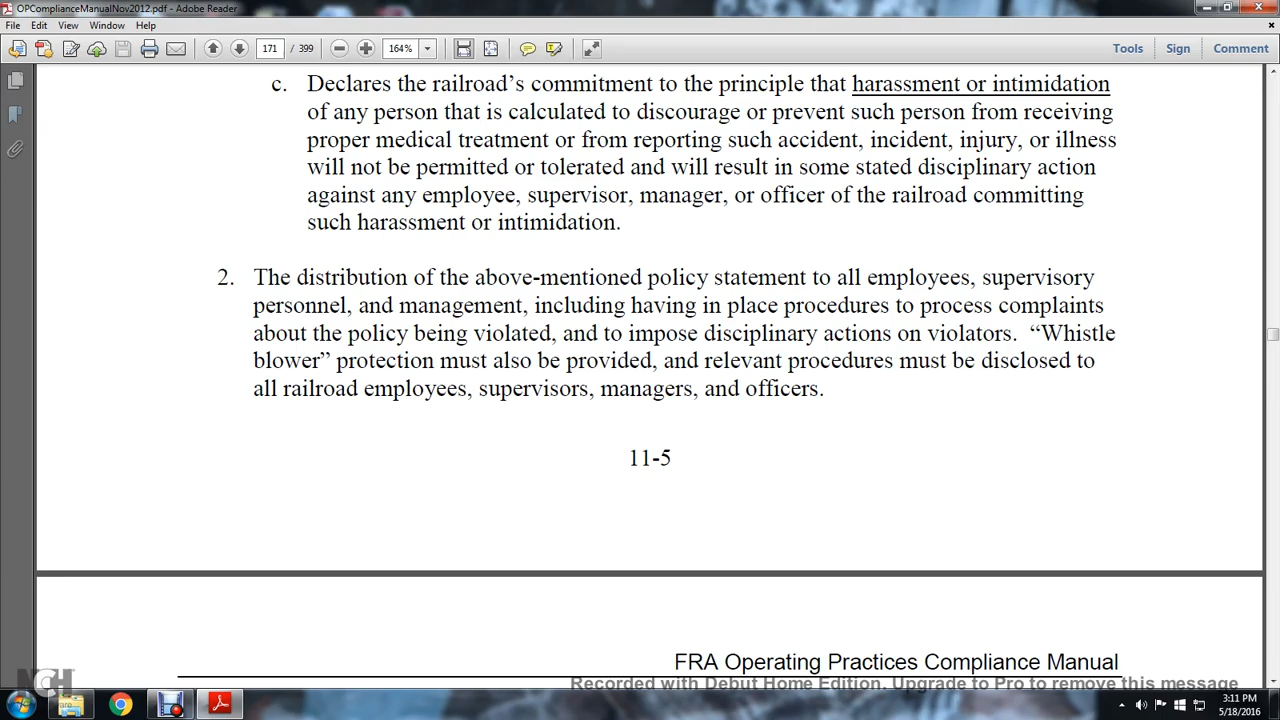 OPComplianceManualNov2012.pdf - Adobe Reader
File Edit View Window Help
171 / 399 164% Tools Sign Comment
c. Declares the railroad’s commitment to the principle that harassment or intimidation
of any person that is calculated to discourage or prevent such person from receiving
proper medical treatment or from reporting such accident, incident, injury, or illness
will not be permitted or tolerated and will result in some stated disciplinary action
against any employee, supervisor, manager, or officer of the railroad committing
such harassment or intimidation.
2. The distribution of the above-mentioned policy statement to all employees, supervisory
personnel, and management, including having in place procedures to process complaints
about the policy being violated, and to impose disciplinary actions on violators. “Whistle
blower” protection must also be provided, and relevant procedures must be disclosed to
all railroad employees, supervisors, managers, and officers.
11-5
FRA Operating Practices Compliance Manual
Recorded with Debut Home Edition. Upgrade to Pro to remove this message
NCH
3:11 PM
5/18/2016